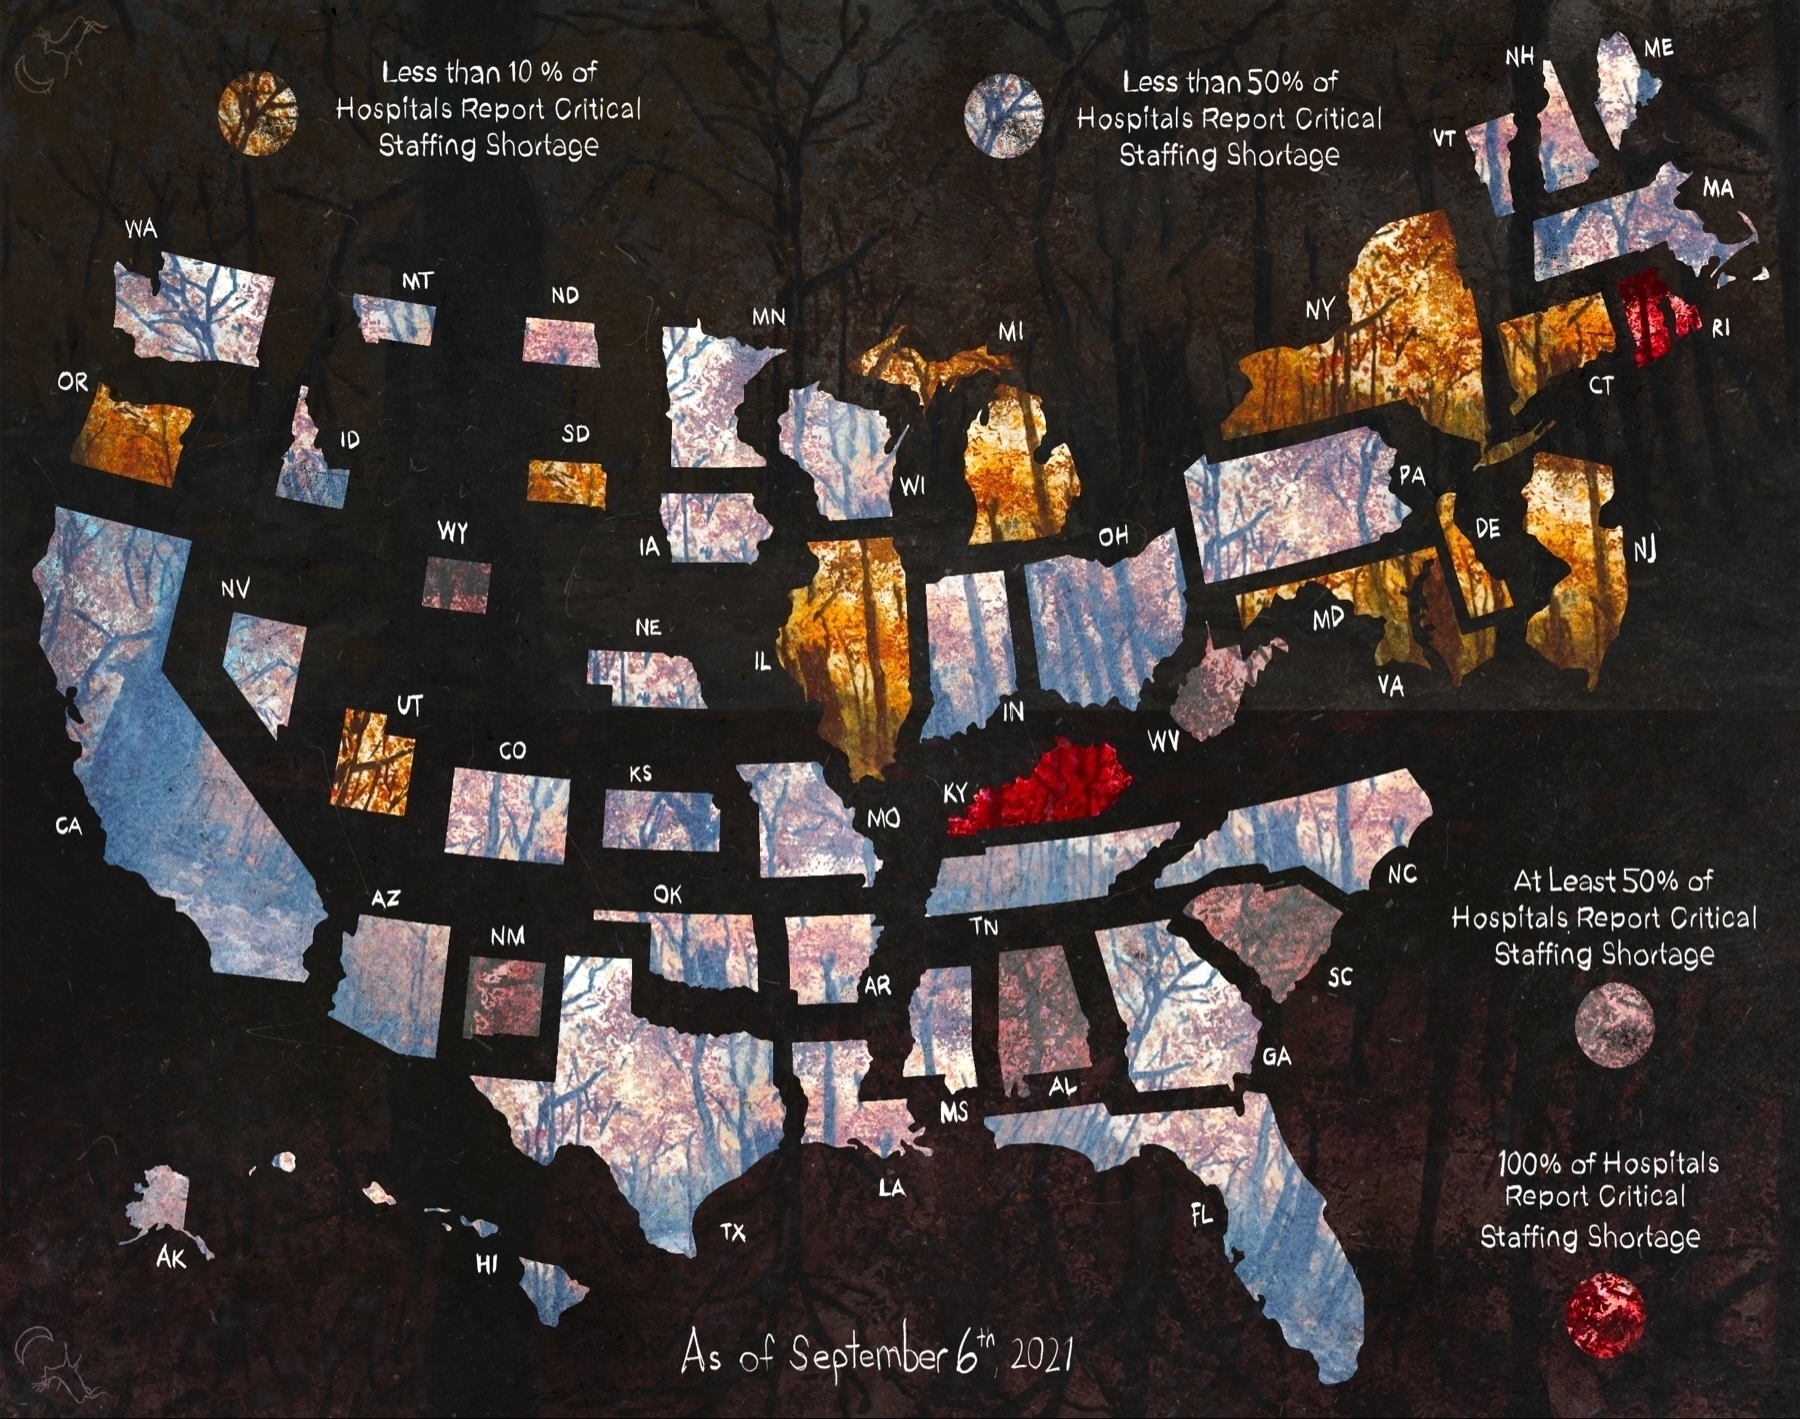 Less than 10 % of
Hospitals Report Critical
Staffing Shortage
Less than 50% of
Hospitals Report Critical
Staffing Shortage
NH
ME
VT
MA
WA
MT
ND
MN
MI
NY
RI
CT
OR
ID
SD
WI
PA
WY
IA
OH
DE
NJ
NV
NE
IL
MD
VA
UT
IN
WV
CO
KS
KY
MO
CA
NC
AZ
OK
TN
NM
AR
SC
GA
AL
MS
At Least 50% of
Hospitals Report Critical
Staffing Shortage
LA
FL
TX
AK
HI
100% of Hospitals
Report Critical
Staffing Shortage
As of September 6th, 2021